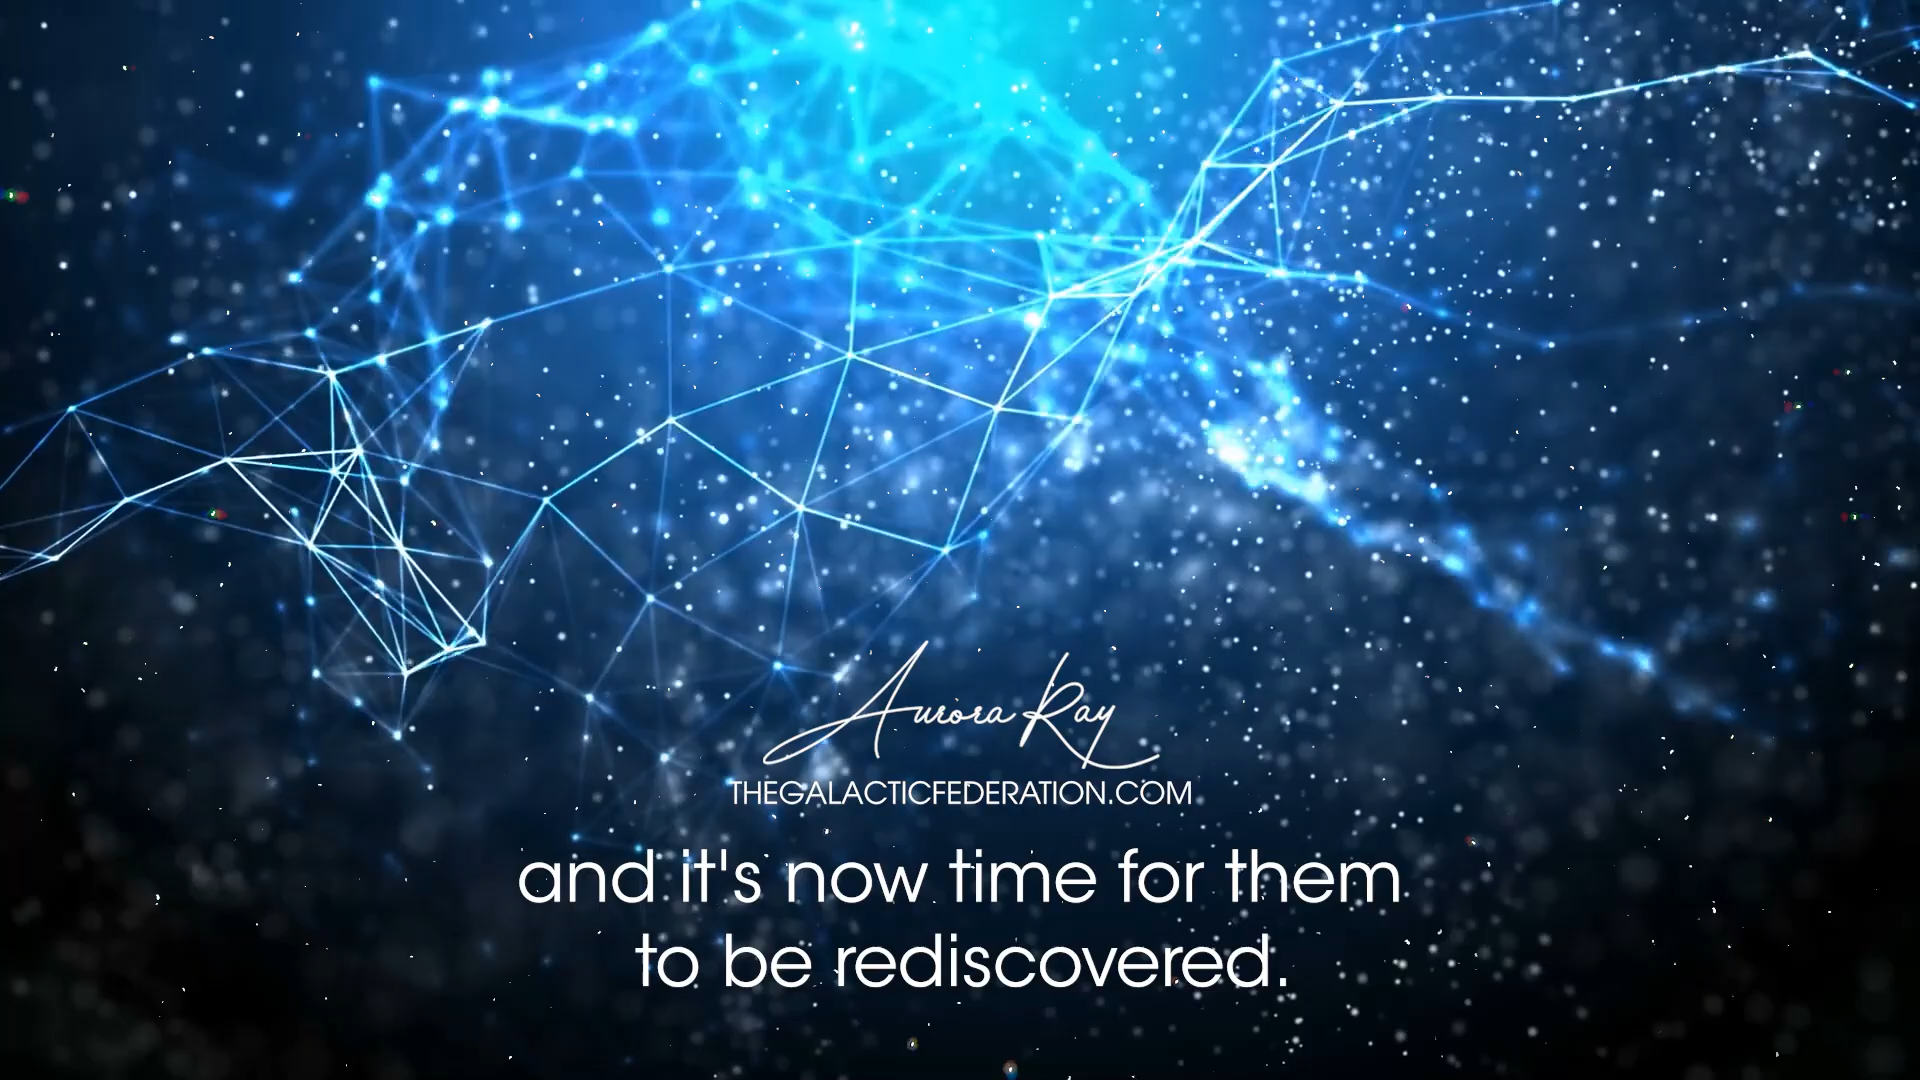 Aurora Ray
THEGALACTICFEDERATION.COM
and it's now time for them
to be rediscovered.